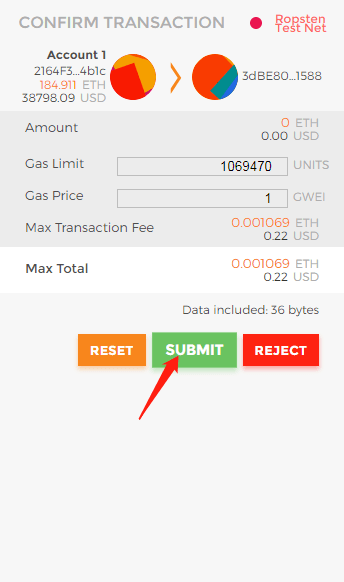 CONFIRM TRANSACTION
Ropsten
Test Net
Account 1
2164F3...4b1c
184.911 ETH
38798.09 USD
3dBE80...1588
Amount
0 ETH
0.00 USD
Gas Limit
1069470 UNITS
Gas Price
1 GWEI
Max Transaction Fee
0.001069 ETH
0.22 USD
Max Total
0.001069 ETH
0.22 USD
Data included: 36 bytes
RESET SUBMIT REJECT